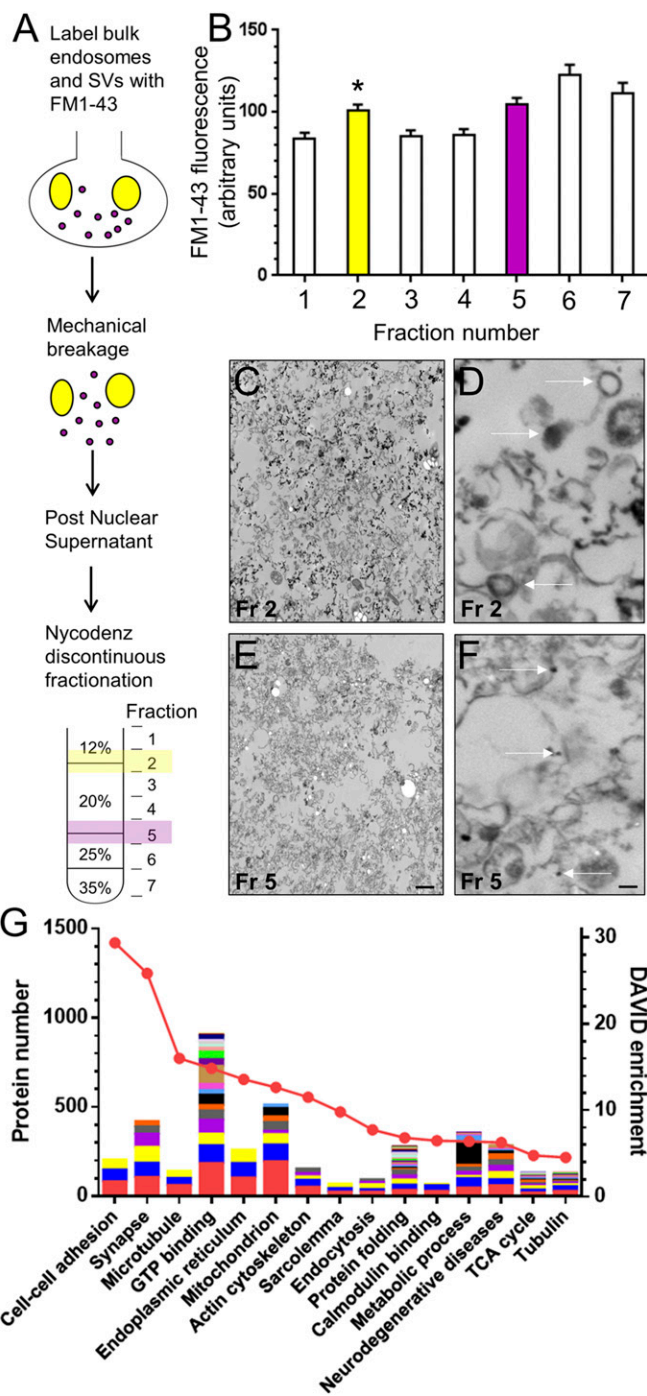 A
Label bulk
endosomes
and SVs with
FM1-43
Mechanical
breakage
Post Nuclear
Supernatant
Nycodenz
discontinuous
fractionation
Fraction
12%
20%
25%
35%
1
2
3
4
5
6
7
B
FM1-43 fluorescence
(arbitrary units)
150
100
50
0
*
1 2 3 4 5 6 7
Fraction number
C
Fr 2
D
Fr 2
E
Fr 5
F
Fr 5
G
Protein number
1500
1000
500
0
DAVID enrichment
30
20
10
0
Cell-cell adhesion
Synapse
Microtubule
GTP binding
Endoplasmic reticulum
Mitochondrion
Actin cytoskeleton
Sarcolemma
Endocytosis
Protein folding
Calmodulin binding
Metabolic process
Neurodegenerative diseases
TCA cycle
Tubulin